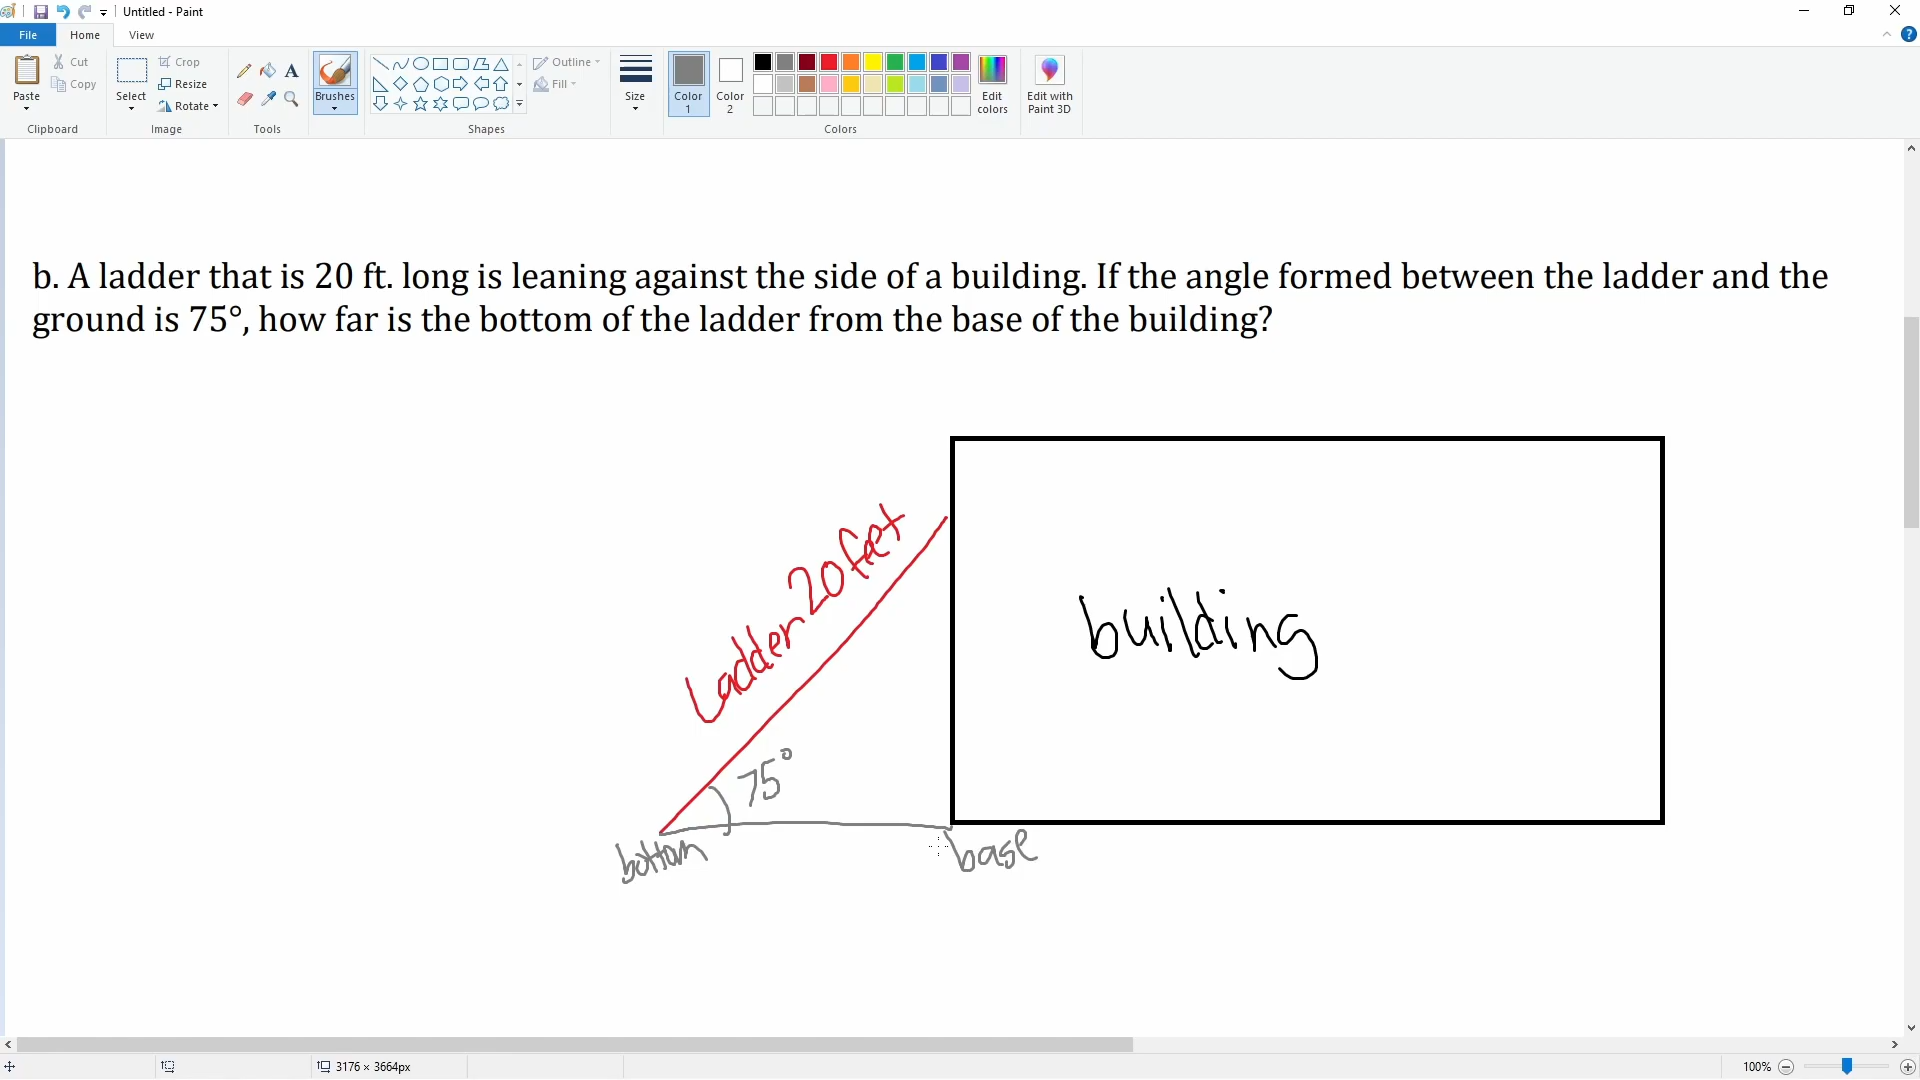 Untitled - Paint
File Home View
Paste Cut Copy Clipboard
Select Crop Resize Rotate Image
A Tools
Brushes
Outline Fill Shapes
Size
Color 1 Color 2 Edit colors Colors
Edit with Paint 3D
b. A ladder that is 20 ft. long is leaning against the side of a building. If the angle formed between the ladder and the
ground is 75°, how far is the bottom of the ladder from the base of the building?
Ladder 20 feet
building
75°
bottom base
3176 × 3664px 100%